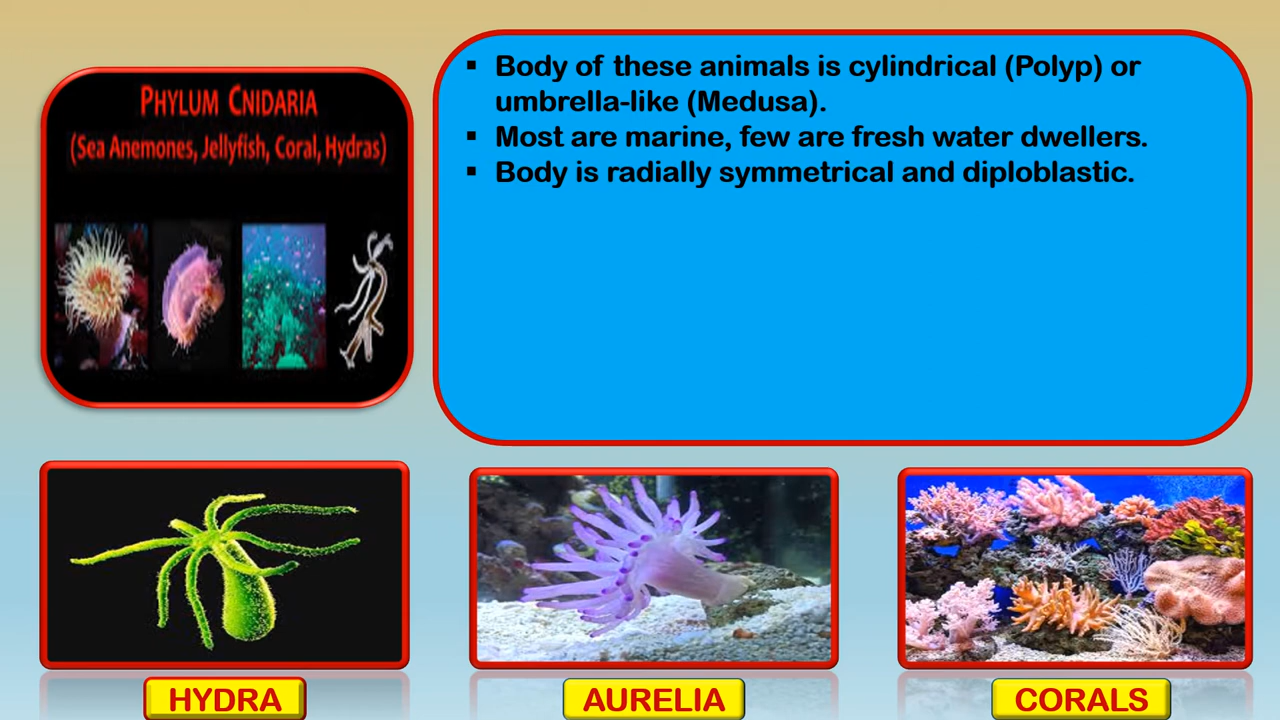 PHYLUM CNIDARIA
(Sea Anemones, Jellyfish, Coral, Hydras)
▪ Body of these animals is cylindrical (Polyp) or
umbrella-like (Medusa).
▪ Most are marine, few are fresh water dwellers.
▪ Body is radially symmetrical and diploblastic.
HYDRA
AURELIA
CORALS